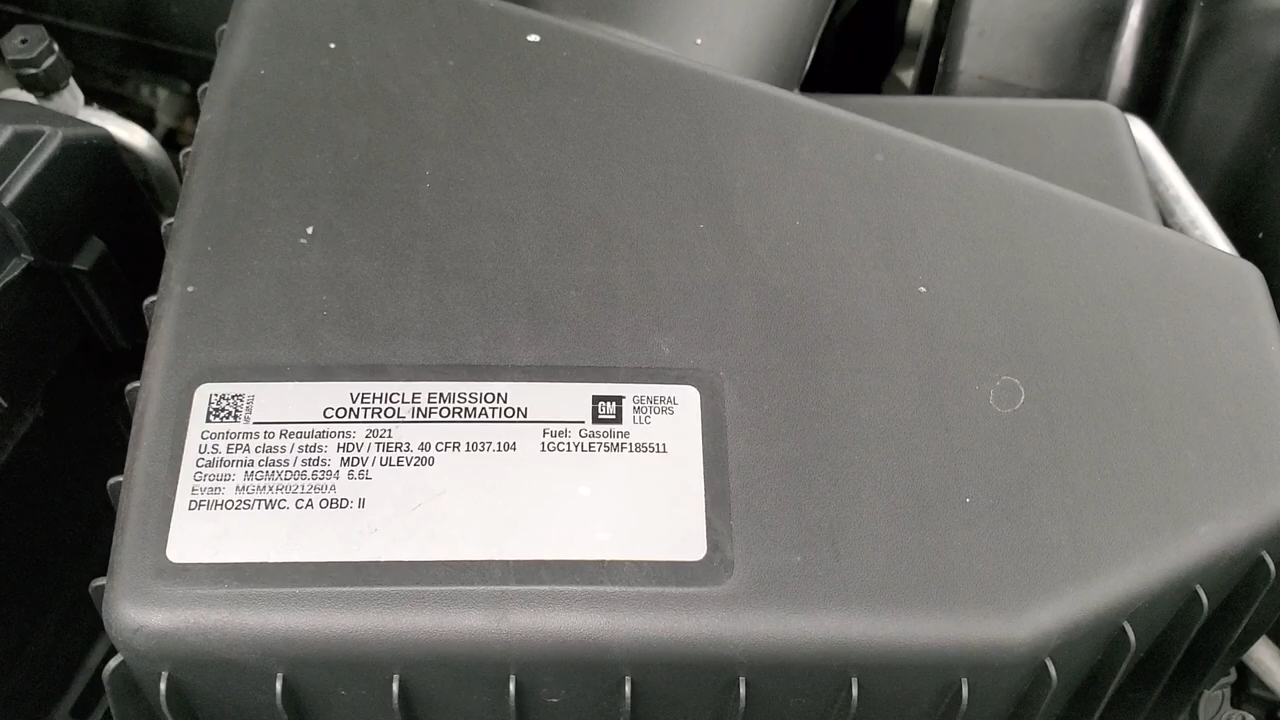 VEHICLE EMISSION
CONTROL INFORMATION
MF185511
GM
GENERAL
MOTORS
LLC
Conforms to Regulations: 2021
Fuel: Gasoline
U.S. EPA class / stds: HDV / TIER3. 40 CFR 1037.104
1GC1YLE75MF185511
California class / stds: MDV / ULEV200
Group: MGMXD06.6394 6.6L
Evap: MGMXR021260A
DFI/HO2S/TWC. CA OBD: II